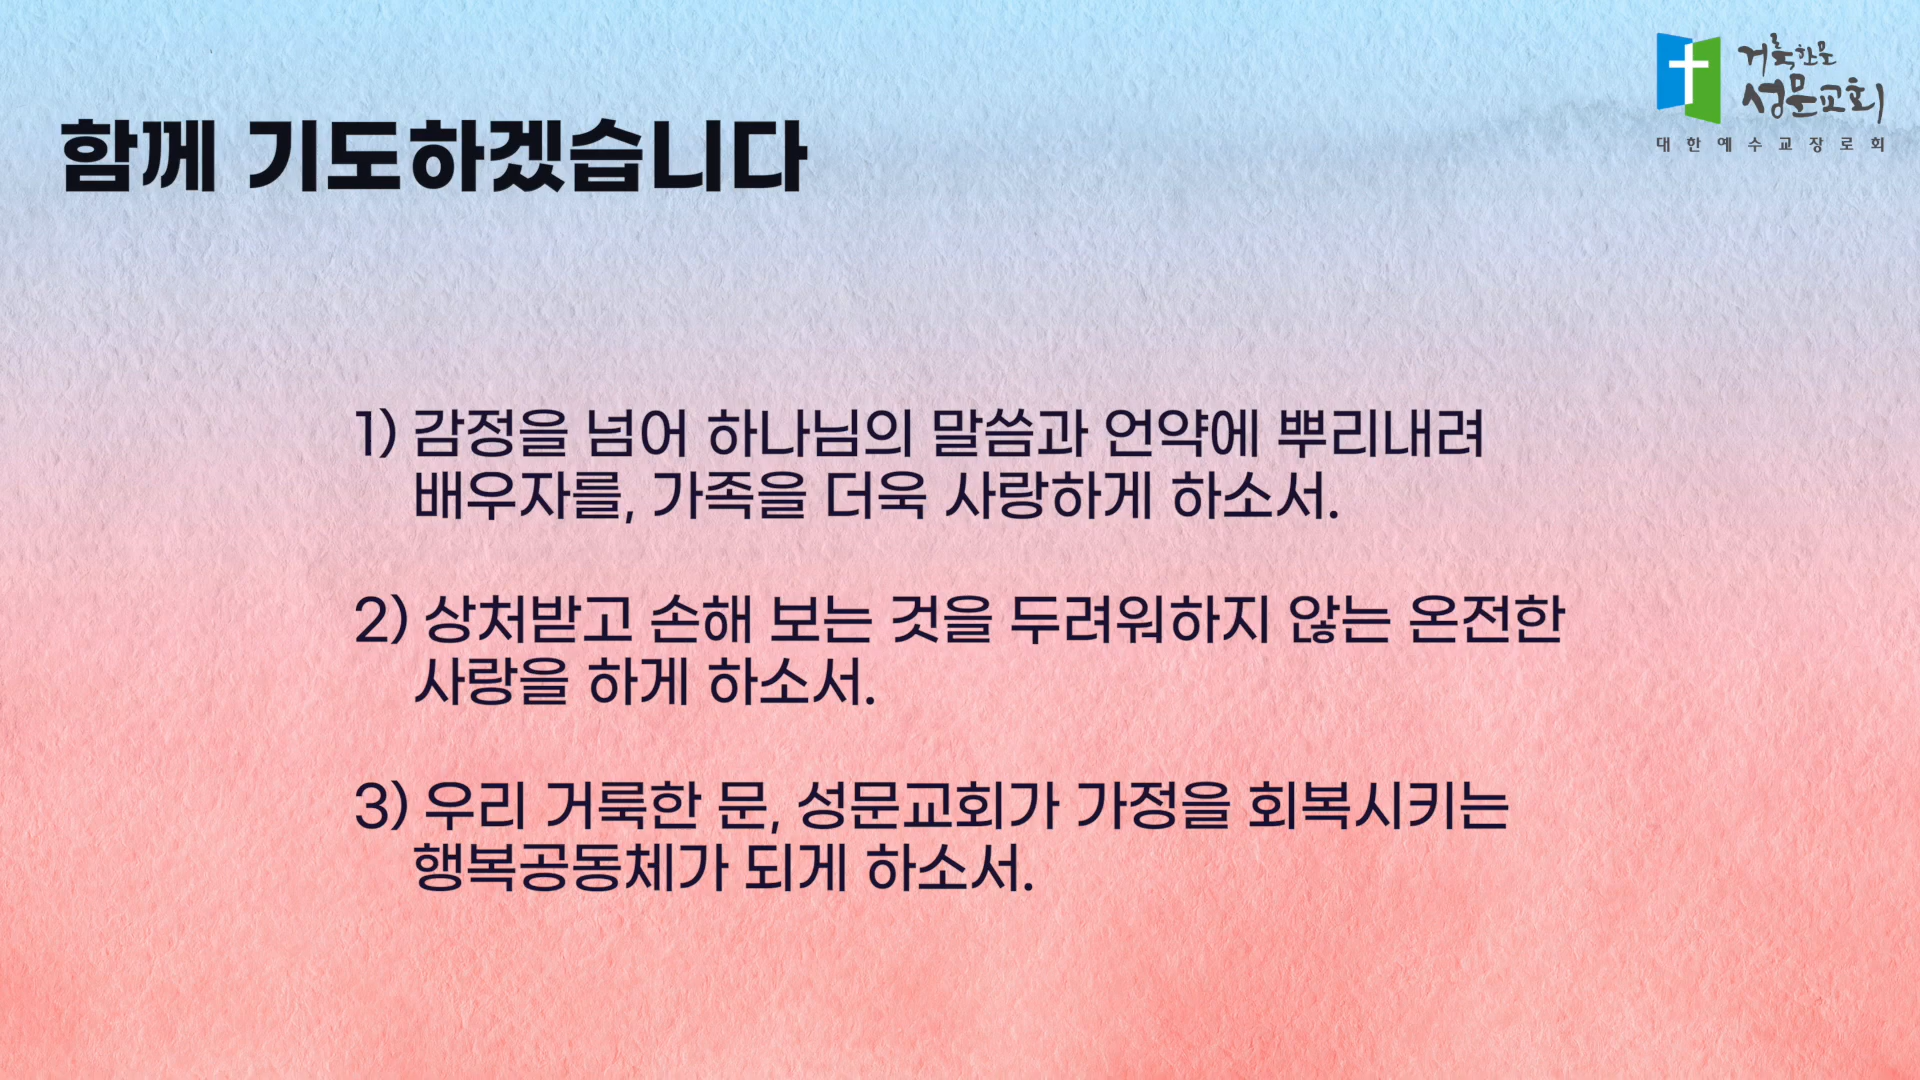 거룩한문
성문교회
대한예수교장로회
함께 기도하겠습니다
1) 감정을 넘어 하나님의 말씀과 언약에 뿌리내려
배우자를, 가족을 더욱 사랑하게 하소서.
2) 상처받고 손해 보는 것을 두려워하지 않는 온전한
사랑을 하게 하소서.
3) 우리 거룩한 문, 성문교회가 가정을 회복시키는
행복공동체가 되게 하소서.